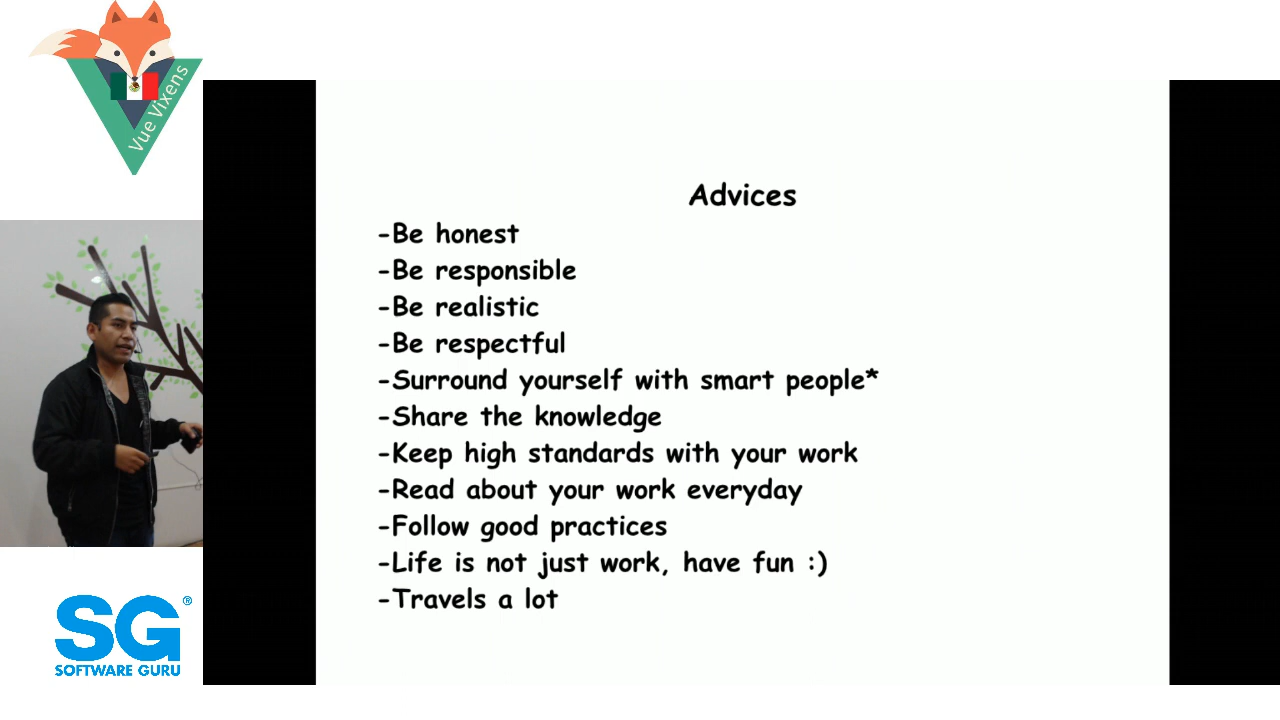 Vue Vixens
Advices
-Be honest
-Be responsible
-Be realistic
-Be respectful
-Surround yourself with smart people*
-Share the knowledge
-Keep high standards with your work
-Read about your work everyday
-Follow good practices
-Life is not just work, have fun :)
-Travels a lot
SG®
SOFTWARE GURU